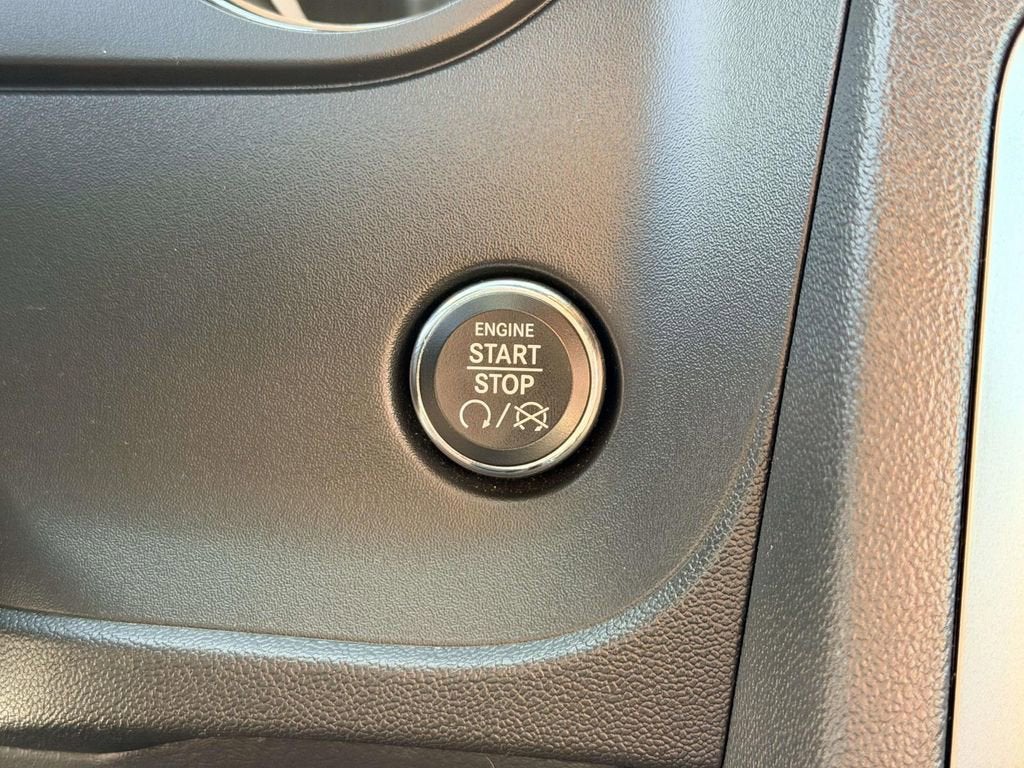 ENGINE
START
STOP
/